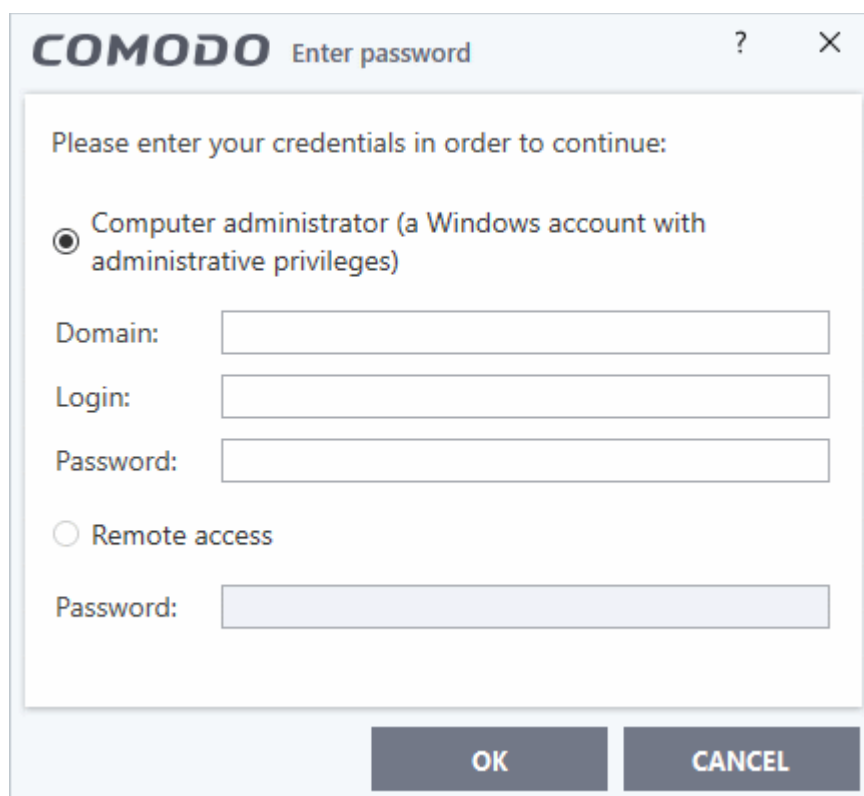 COMODO Enter password ?
Please enter your credentials in order to continue:
Computer administrator (a Windows account with
administrative privileges)
Domain:
Login:
Password:
Remote access
Password:
OK CANCEL